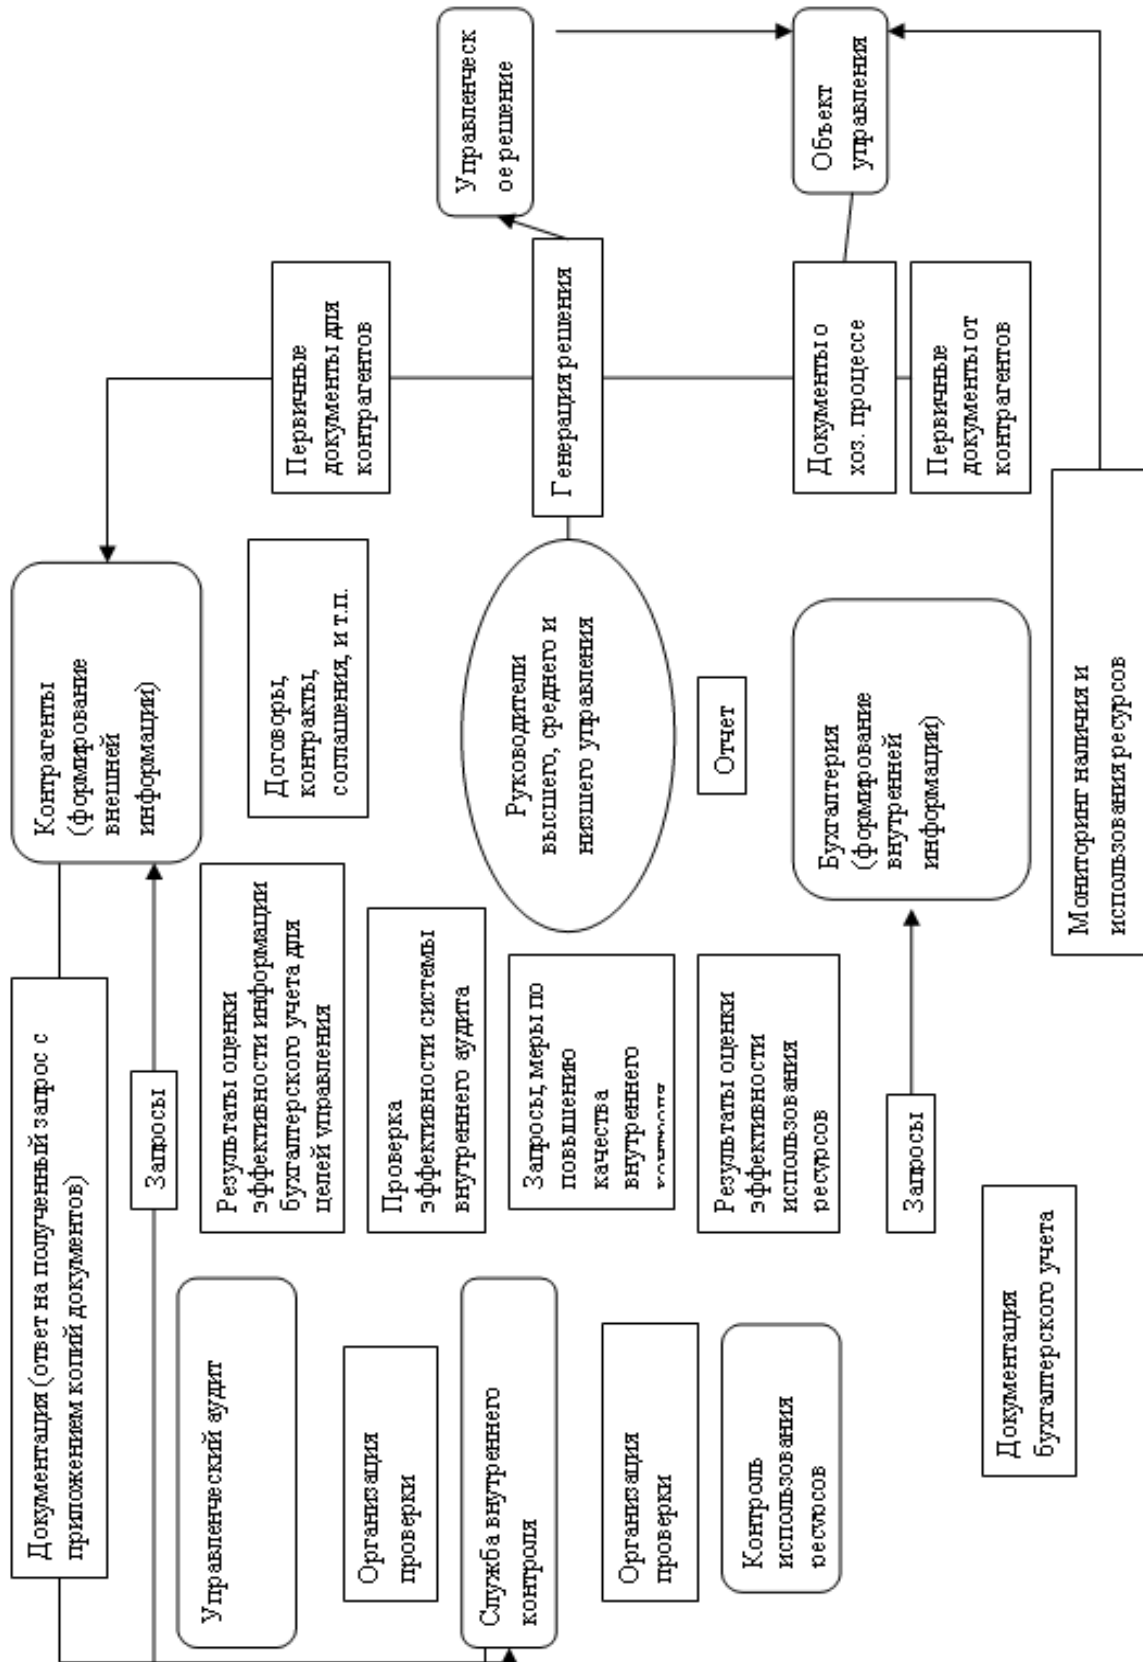 Документация (ответ на полученный запрос с
приложением копий документов)
Контрагенты
(формирование
внешней
информации)
Запросы
Управленческий аудит
Результаты оценки
эффективности информации
бухгалтерского учета для
целей управления
Договоры,
контракты,
соглашения, и т.п.
Первичные
документы для
контрагентов
Организация
проверки
Проверка
эффективности системы
внутреннего аудита
Управленческ
ое решение
Служба внутреннего
контроля
Запросы, меры по
повышению
качества
внутреннего
контроля
Руководители
высшего, среднего и
низшего управления
Генерация решения
Организация
проверки
Результаты оценки
эффективности
использования
ресурсов
Отчет
Контроль
использования
ресурсов
Бухгалтерия
(формирование
внутренней
информации)
Документы о
хоз. процессе
Объект
управления
Запросы
Первичные
документы от
контрагентов
Документация
бухгалтерского учета
Мониторинг наличия и
использования ресурсов